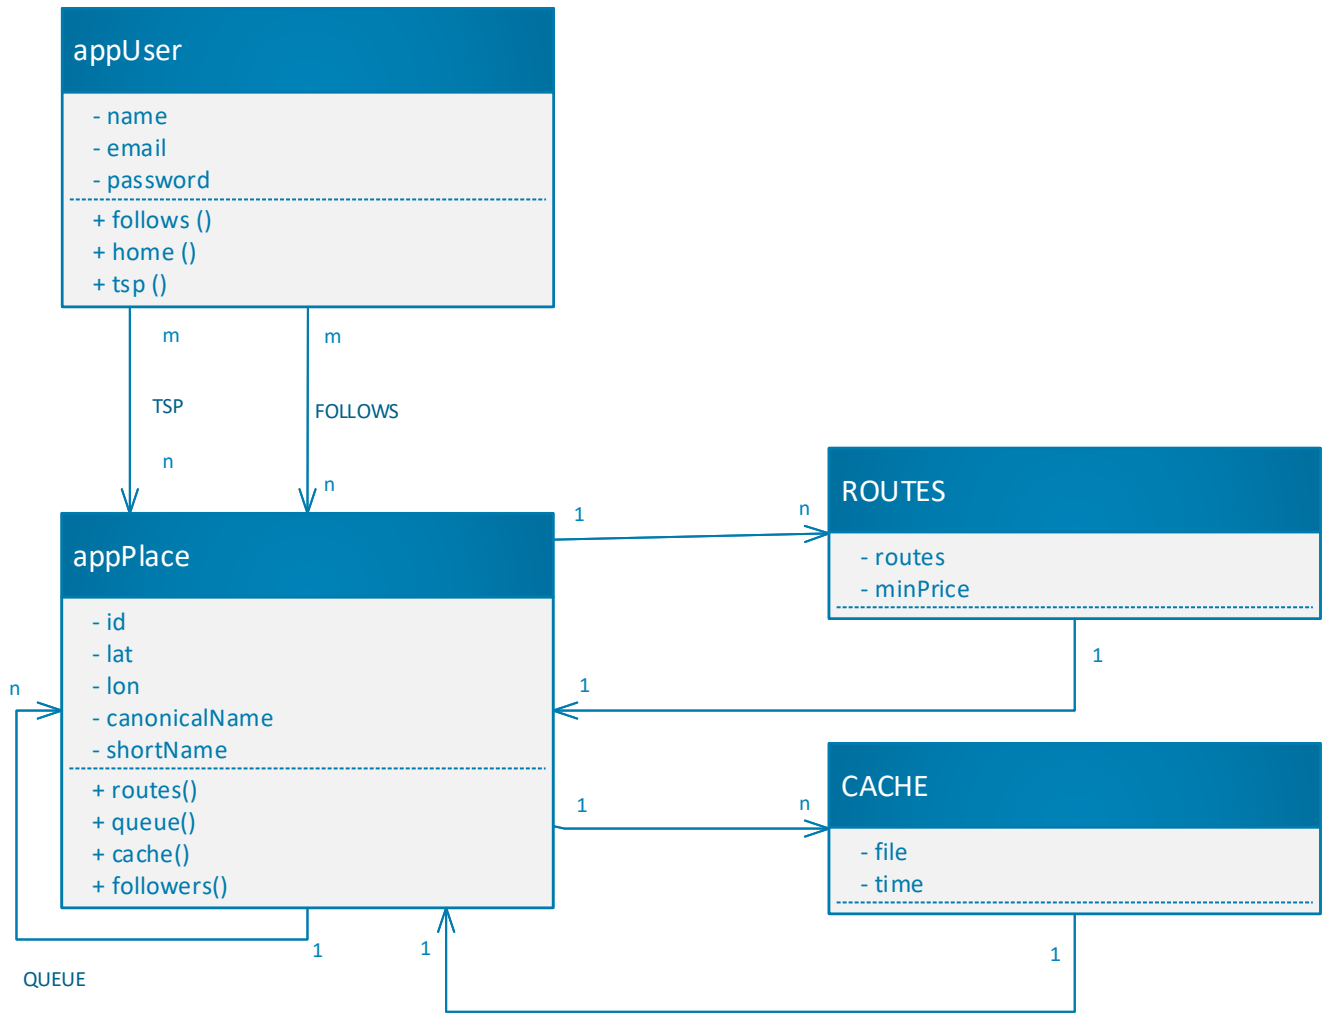 appUser
- name
- email
- password
+ follows ()
+ home ()
+ tsp ()
m
m
TSP
FOLLOWS
n
n
appPlace
- id
- lat
- lon
- canonicalName
- shortName
+ routes()
+ queue()
+ cache()
+ followers()
1
n
ROUTES
- routes
- minPrice
1
1
n
1
n
CACHE
- file
- time
1
1
1
QUEUE